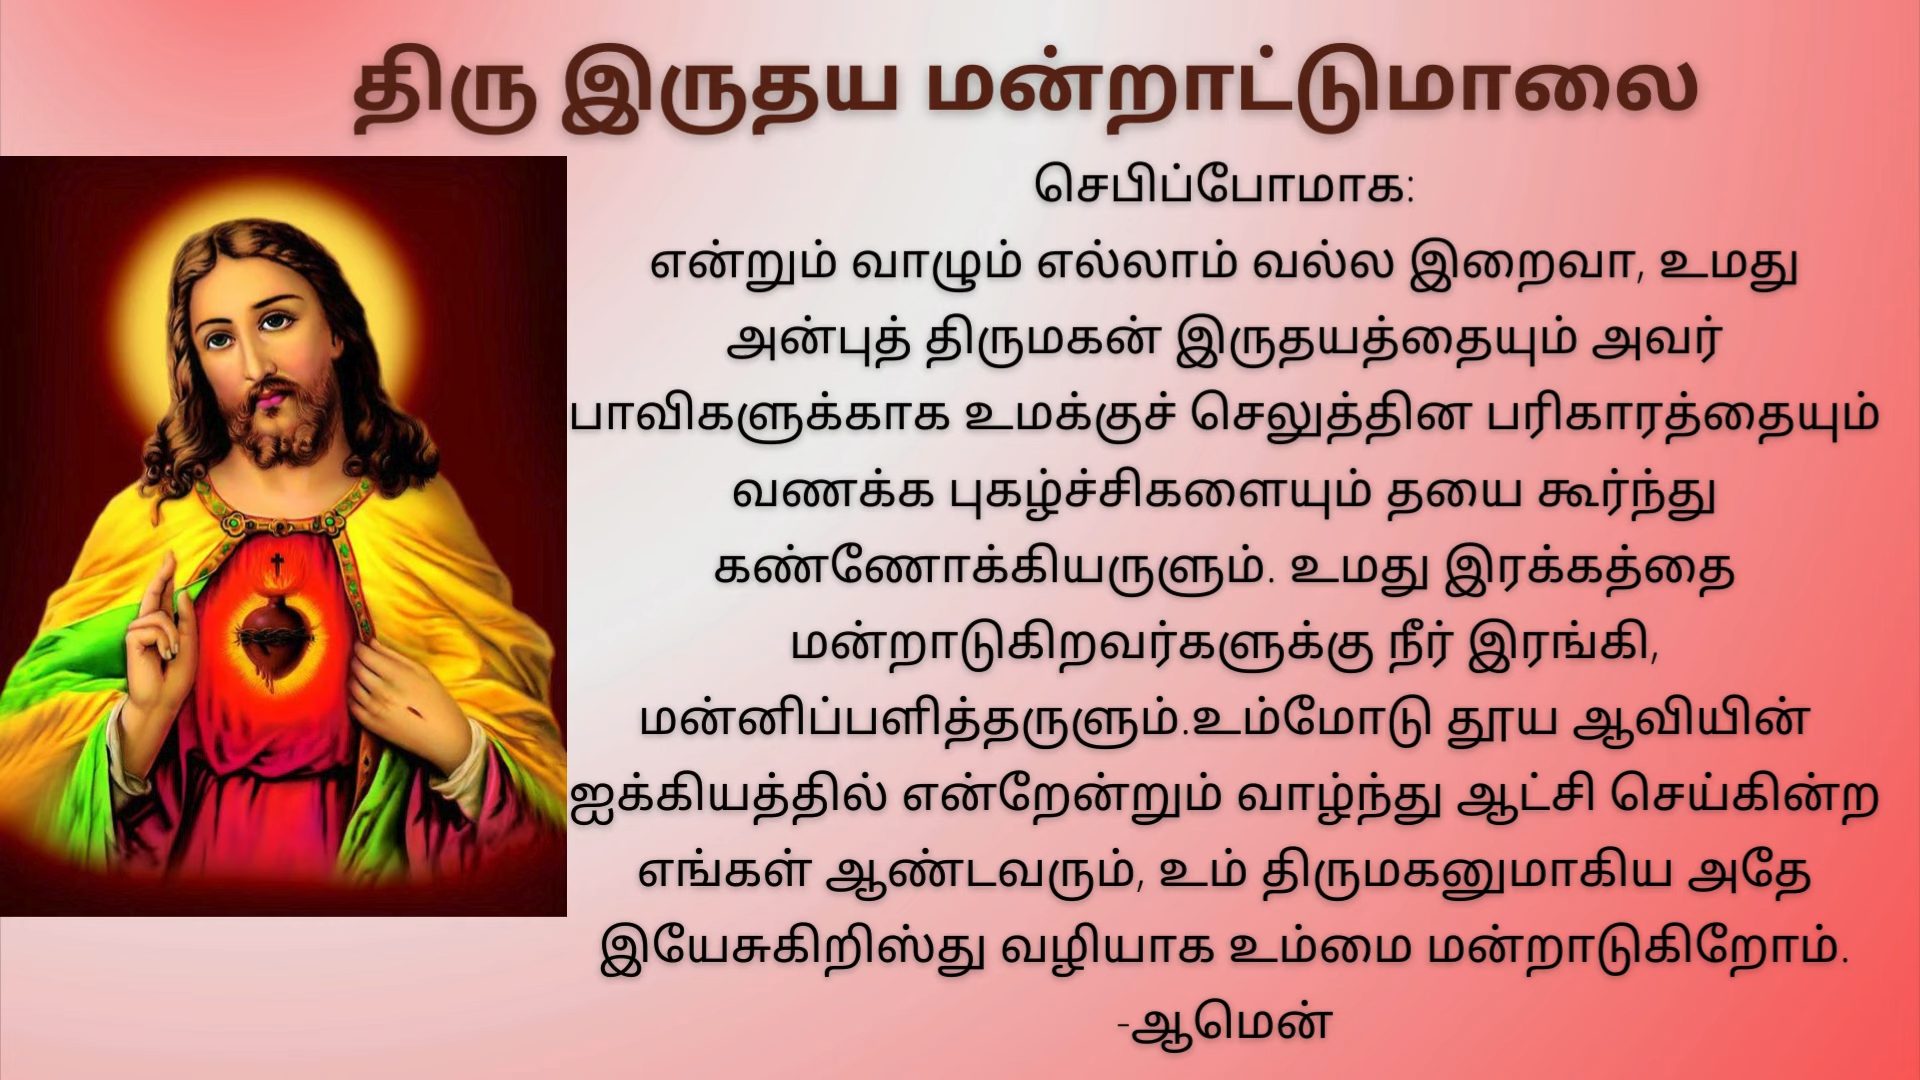 திரு இருதய மன்றாட்டுமாலை
செபிப்போமாக:
என்றும் வாழும் எல்லாம் வல்ல இறைவா, உமது
அன்புத் திருமகன் இருதயத்தையும் அவர்
பாவிகளுக்காக உமக்குச் செலுத்தின பரிகாரத்தையும்
வணக்க புகழ்ச்சிகளையும் தயை கூர்ந்து
கண்ணோக்கியருளும். உமது இரக்கத்தை
மன்றாடுகிறவர்களுக்கு நீர் இரங்கி,
மன்னிப்பளித்தருளும்.உம்மோடு தூய ஆவியின்
ஐக்கியத்தில் என்றேன்றும் வாழ்ந்து ஆட்சி செய்கின்ற
எங்கள் ஆண்டவரும், உம் திருமகனுமாகிய அதே
இயேசுகிறிஸ்து வழியாக உம்மை மன்றாடுகிறோம்.
-ஆமென்